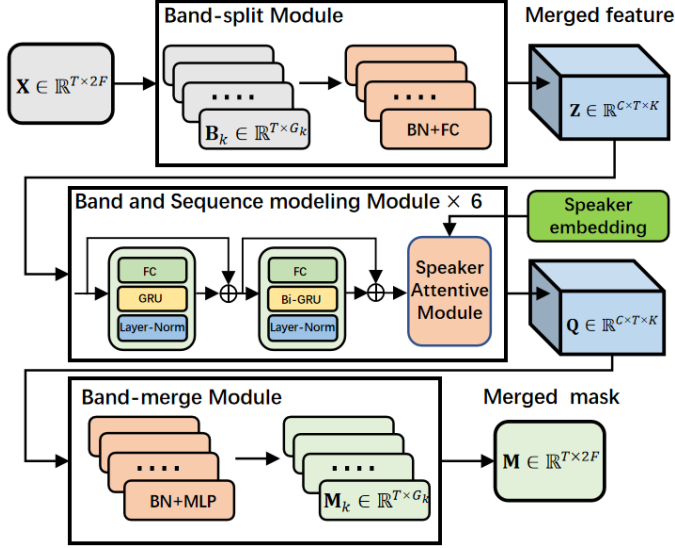 Band-split Module
Merged feature
𝐗 ∈ ℝ^{T×2F}
....
....
𝐁_k ∈ ℝ^{T×G_k}
BN+FC
𝐙 ∈ ℝ^{C×T×K}
Band and Sequence modeling Module × 6
Speaker
embedding
FC
GRU
Layer-Norm
FC
Bi-GRU
Layer-Norm
Speaker
Attentive
Module
𝐐 ∈ ℝ^{C×T×K}
Band-merge Module
Merged mask
....
....
BN+MLP
𝐌_k ∈ ℝ^{T×G_k}
𝐌 ∈ ℝ^{T×2F}